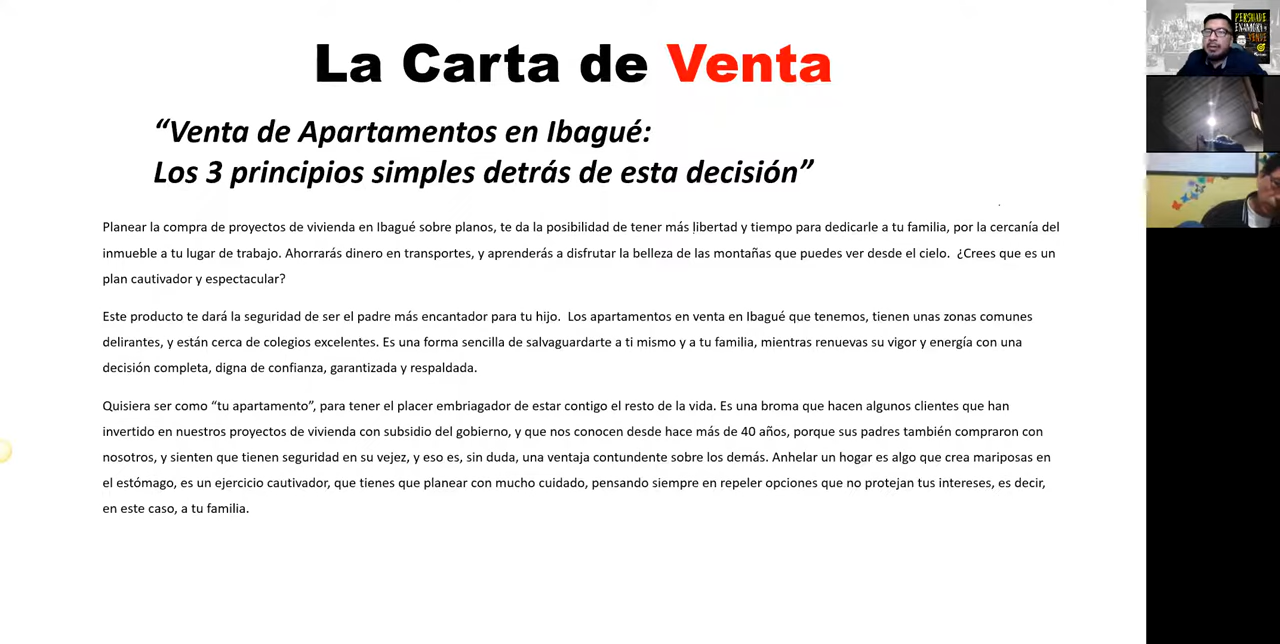 La Carta de Venta
“Venta de Apartamentos en Ibagué:
Los 3 principios simples detrás de esta decisión”
Planear la compra de proyectos de vivienda en Ibagué sobre planos, te da la posibilidad de tener más libertad y tiempo para dedicarle a tu familia, por la cercanía del
inmueble a tu lugar de trabajo. Ahorrarás dinero en transportes, y aprenderás a disfrutar la belleza de las montañas que puedes ver desde el cielo. ¿Crees que es un
plan cautivador y espectacular?
Este producto te dará la seguridad de ser el padre más encantador para tu hijo. Los apartamentos en venta en Ibagué que tenemos, tienen unas zonas comunes
delirantes, y están cerca de colegios excelentes. Es una forma sencilla de salvaguardarte a ti mismo y a tu familia, mientras renuevas su vigor y energía con una
decisión completa, digna de confianza, garantizada y respaldada.
Quisiera ser como “tu apartamento”, para tener el placer embriagador de estar contigo el resto de la vida. Es una broma que hacen algunos clientes que han
invertido en nuestros proyectos de vivienda con subsidio del gobierno, y que nos conocen desde hace más de 40 años, porque sus padres también compraron con
nosotros, y sienten que tienen seguridad en su vejez, y eso es, sin duda, una ventaja contundente sobre los demás. Anhelar un hogar es algo que crea mariposas en
el estómago, es un ejercicio cautivador, que tienes que planear con mucho cuidado, pensando siempre en repeler opciones que no protejan tus intereses, es decir,
en este caso, a tu familia.
PERSUADE
ENAMORA Y
VENDE